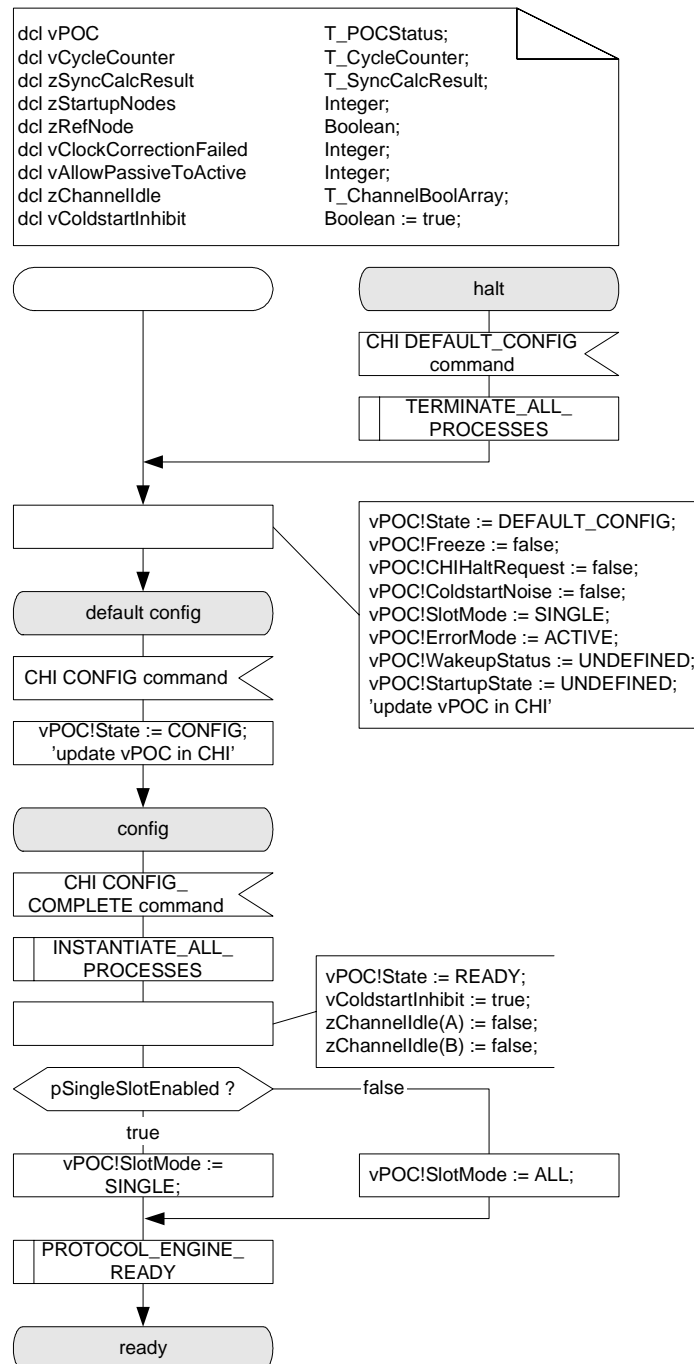 dcl vPOC T_POCStatus;
dcl vCycleCounter T_CycleCounter;
dcl zSyncCalcResult T_SyncCalcResult;
dcl zStartupNodes Integer;
dcl zRefNode Boolean;
dcl vClockCorrectionFailed Integer;
dcl vAllowPassiveToActive Integer;
dcl zChannelIdle T_ChannelBoolArray;
dcl vColdstartInhibit Boolean := true;
halt
CHI DEFAULT_CONFIG
command
TERMINATE_ALL_
PROCESSES
vPOC!State := DEFAULT_CONFIG;
vPOC!Freeze := false;
vPOC!CHIHaltRequest := false;
vPOC!ColdstartNoise := false;
vPOC!SlotMode := SINGLE;
vPOC!ErrorMode := ACTIVE;
vPOC!WakeupStatus := UNDEFINED;
vPOC!StartupState := UNDEFINED;
'update vPOC in CHI'
default config
CHI CONFIG command
vPOC!State := CONFIG;
'update vPOC in CHI'
config
CHI CONFIG_
COMPLETE command
INSTANTIATE_ALL_
PROCESSES
vPOC!State := READY;
vColdstartInhibit := true;
zChannelIdle(A) := false;
zChannelIdle(B) := false;
pSingleSlotEnabled ?
false
true
vPOC!SlotMode :=
SINGLE;
vPOC!SlotMode := ALL;
PROTOCOL_ENGINE_
READY
ready